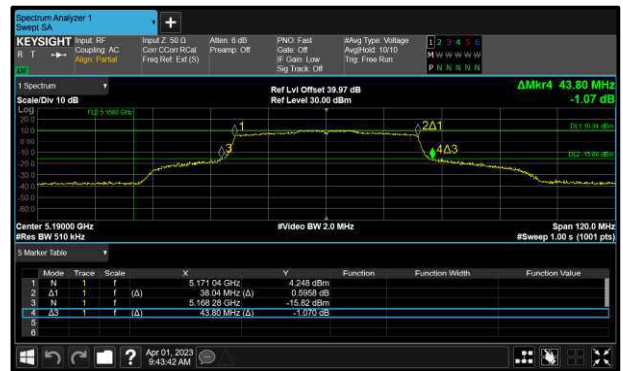 Spectrum Analyzer 1
Swept SA
+
KEYSIGHT Input: RF Input Z: 50 Ω Atten: 6 dB PNO: Fast #Avg Type: Voltage 1 2 3 4 5 6
R T Coupling: AC Corr CCorr RCal Preamp: Off Gate: Off Avg|Hold: 10/10 M W W W W W
Align: Partial Freq Ref: Ext (S) IF Gain: Low Trig: Free Run P N N N N N
Sig Track: Off
1 Spectrum Ref Lvl Offset 39.97 dB ΔMkr4 43.80 MHz
Scale/Div 10 dB Ref Level 30.00 dBm -1.07 dB
Log
20.0
10.0
0.00
-10.0
-20.0
-30.0
-40.0
-50.0
-60.0
1
2Δ1
3
4Δ3
Center 5.19000 GHz #Video BW 2.0 MHz Span 120.0 MHz
#Res BW 510 kHz #Sweep 1.00 s (1001 pts)
5 Marker Table
Mode Trace Scale X Y Function Function Width Function Value
1 N 1 f 5.171 04 GHz 4.248 dBm
2 Δ1 1 f (Δ) 38.04 MHz (Δ) 0.5958 dB
3 N 1 f 5.168 28 GHz -15.82 dBm
4 Δ3 1 f (Δ) 43.80 MHz (Δ) -1.070 dB
5
6
? Apr 01, 2023
9:43:42 AM